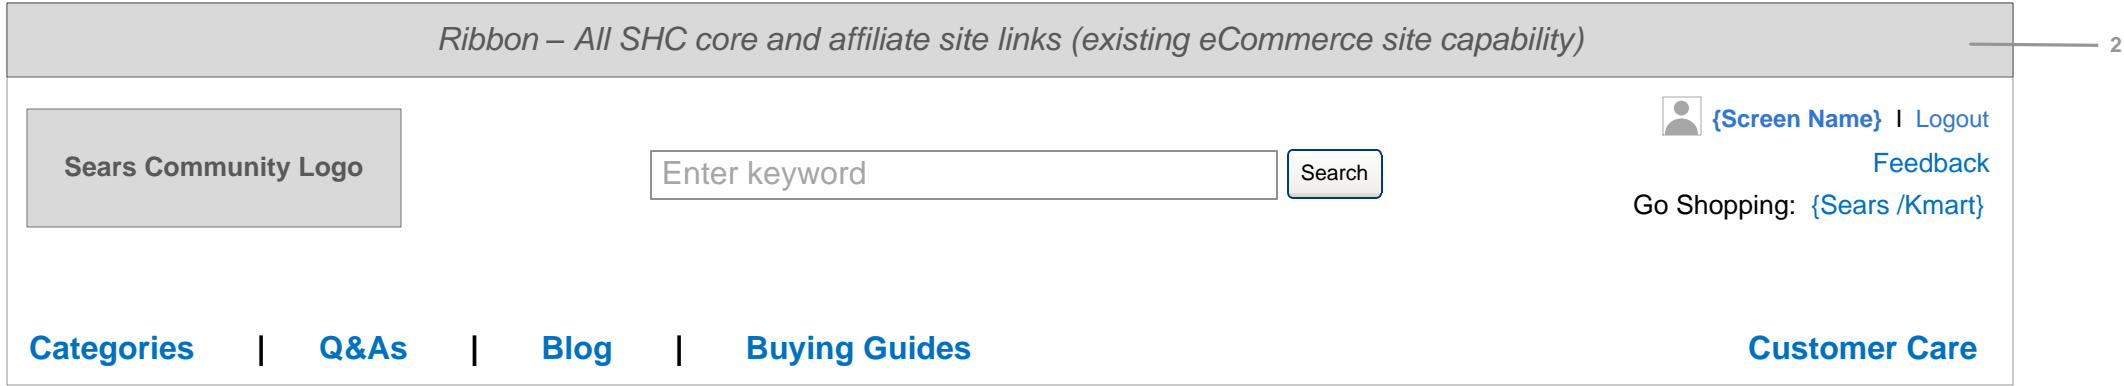 Ribbon – All SHC core and affiliate site links (existing eCommerce site capability)
2
{Screen Name} I Logout
Sears Community Logo
Enter keyword
Search
Feedback
Go Shopping: {Sears /Kmart}
Categories | Q&As | Blog | Buying Guides
Customer Care